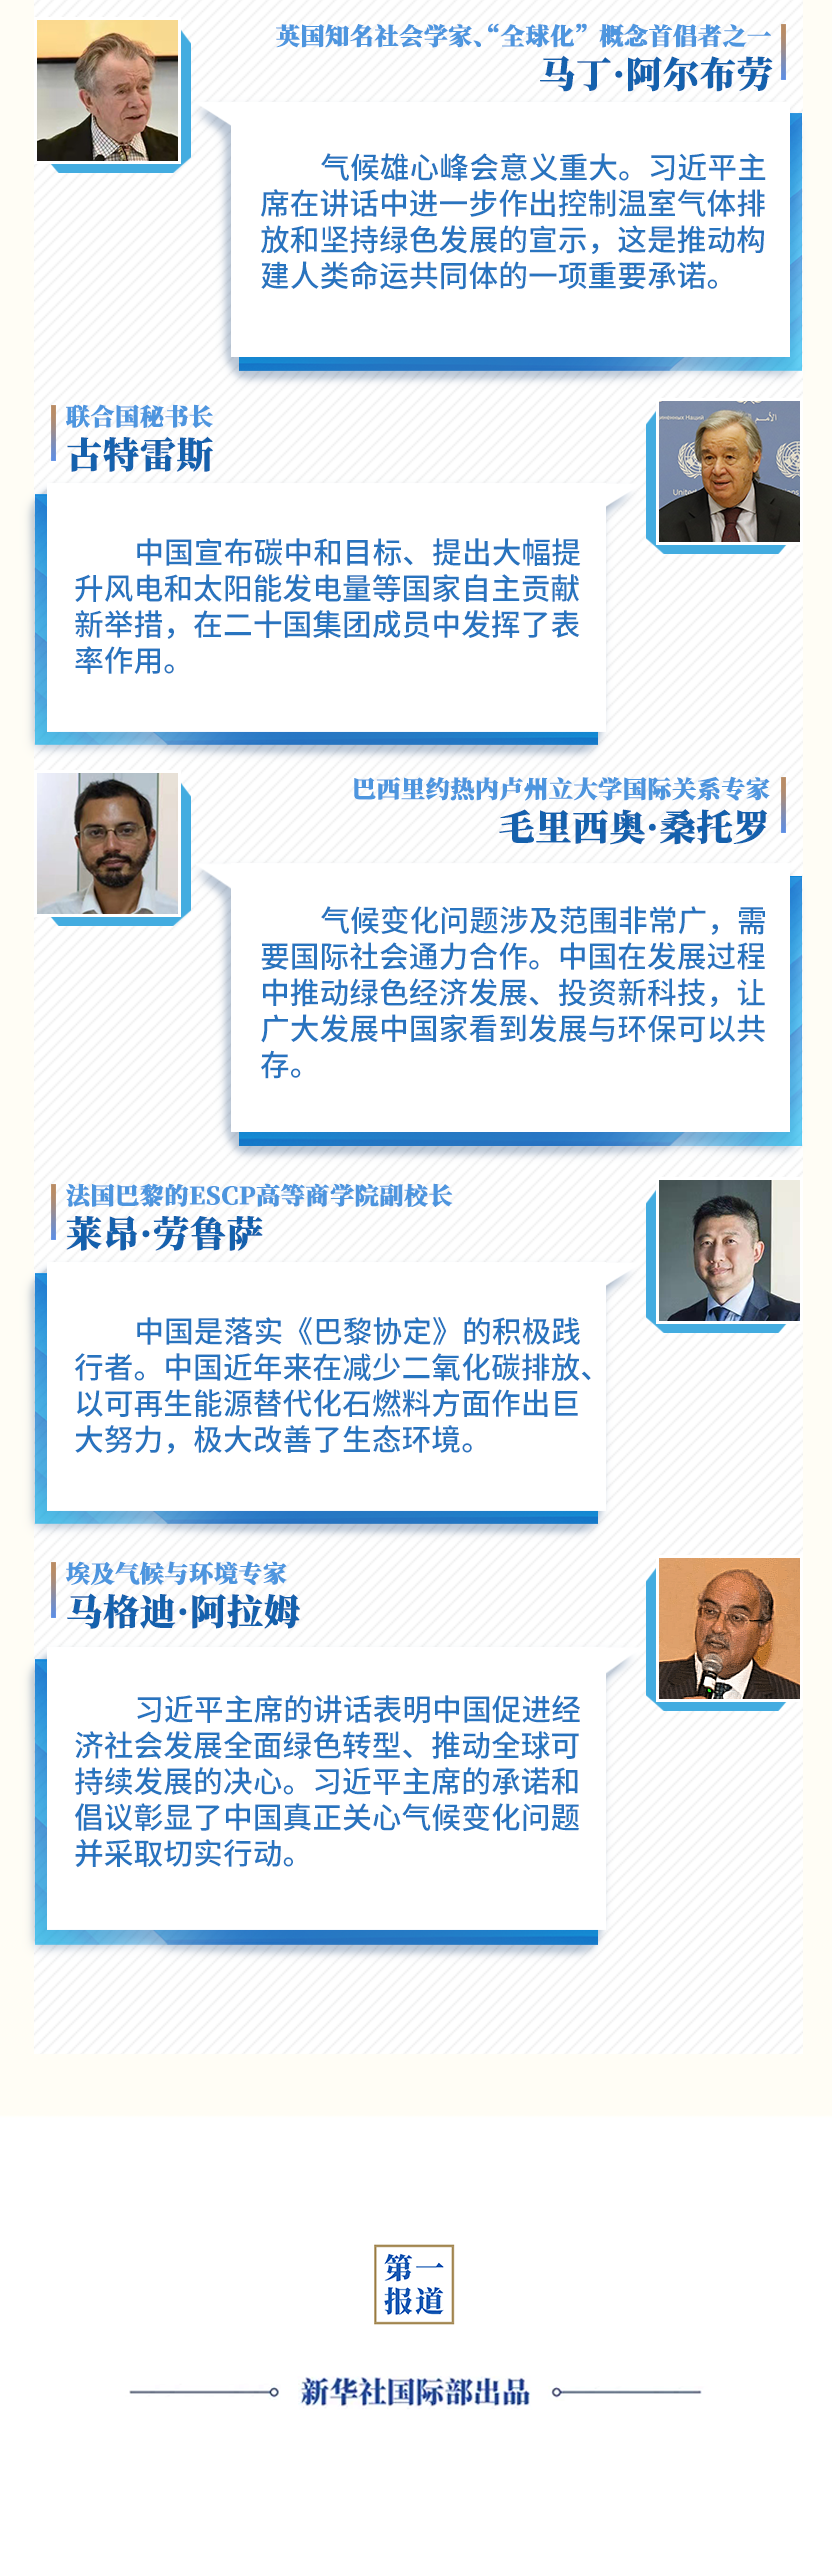 英国知名社会学家、“全球化”概念首倡者之一
马丁·阿尔布劳
气候雄心峰会意义重大。习近平主
席在讲话中进一步作出控制温室气体排
放和坚持绿色发展的宣示，这是推动构
建人类命运共同体的一项重要承诺。
联合国秘书长
古特雷斯
中国宣布碳中和目标、提出大幅提
升风电和太阳能发电量等国家自主贡献
新举措，在二十国集团成员中发挥了表
率作用。
巴西里约热内卢州立大学国际关系专家
毛里西奥·桑托罗
气候变化问题涉及范围非常广，需
要国际社会通力合作。中国在发展过程
中推动绿色经济发展、投资新科技，让
广大发展中国家看到发展与环保可以共
存。
法国巴黎的ESCP高等商学院副校长
莱昂·劳鲁萨
中国是落实《巴黎协定》的积极践
行者。中国近年来在减少二氧化碳排放、
以可再生能源替代化石燃料方面作出巨
大努力，极大改善了生态环境。
埃及气候与环境专家
马格迪·阿拉姆
习近平主席的讲话表明中国促进经
济社会发展全面绿色转型、推动全球可
持续发展的决心。习近平主席的承诺和
倡议彰显了中国真正关心气候变化问题
并采取切实行动。
第一
报道
新华社国际部出品